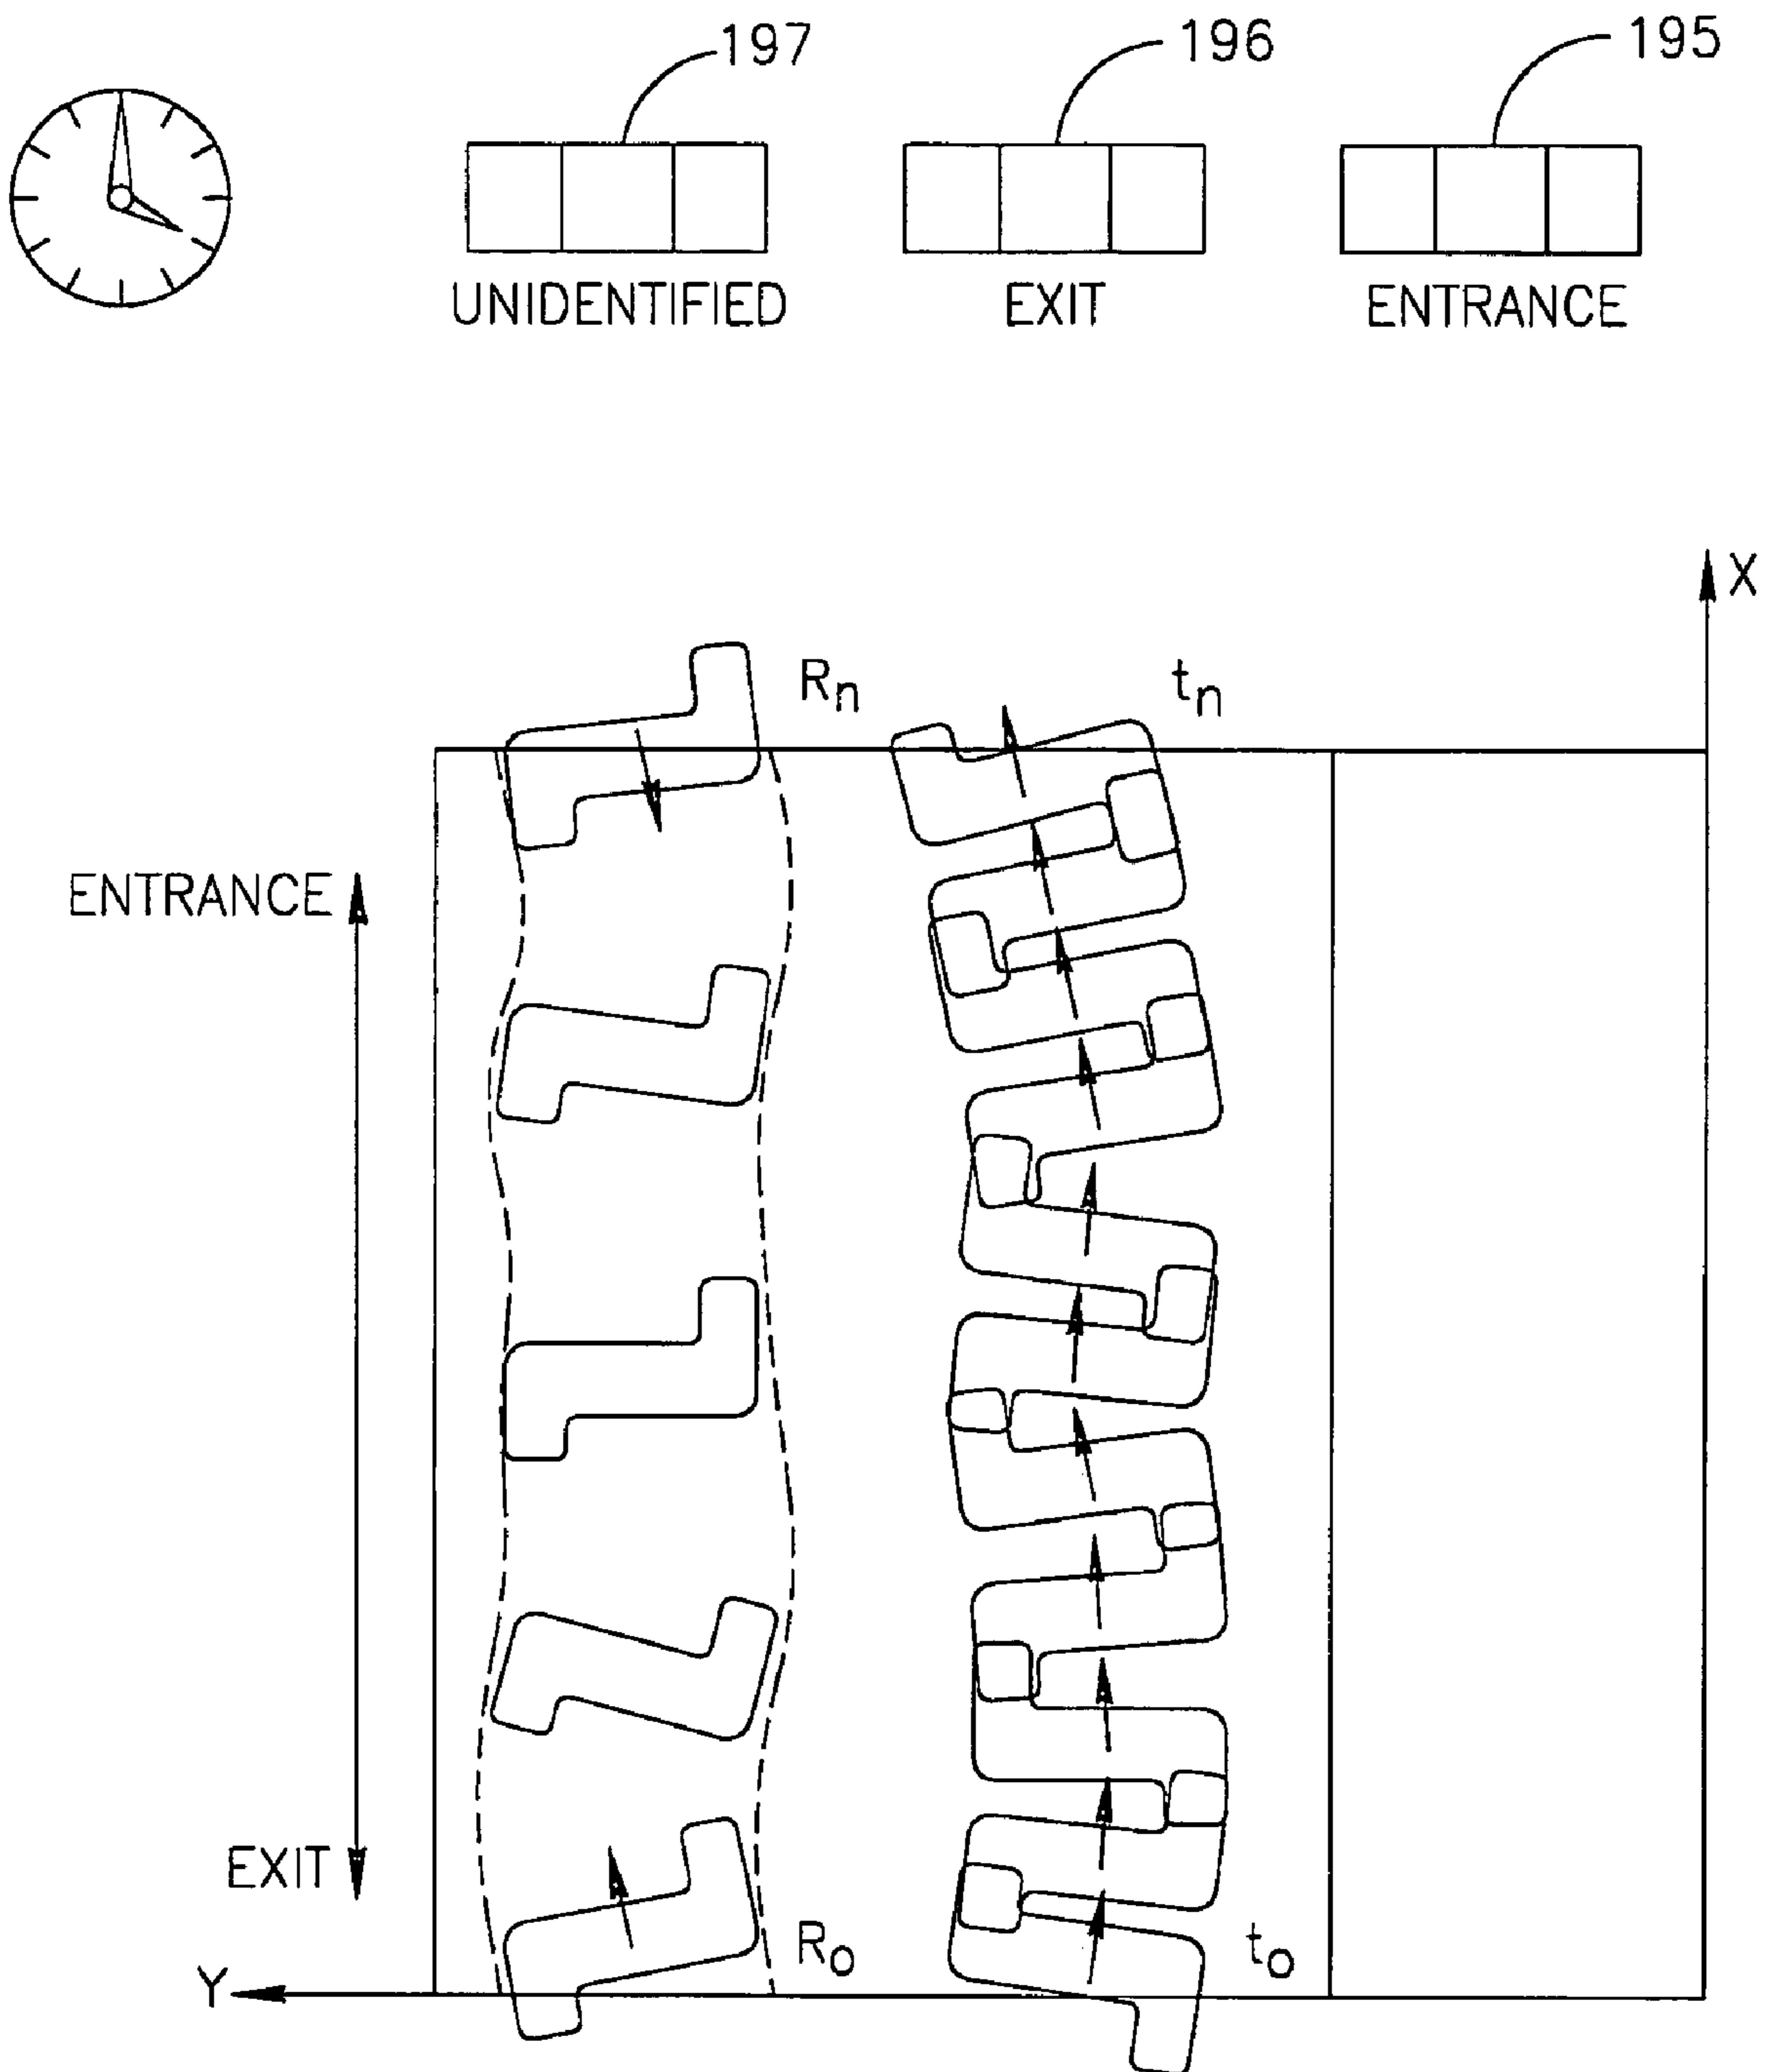 197
196
195
UNIDENTIFIED
EXIT
ENTRANCE
X
Rn
tn
ENTRANCE
EXIT
Ro
to
Y